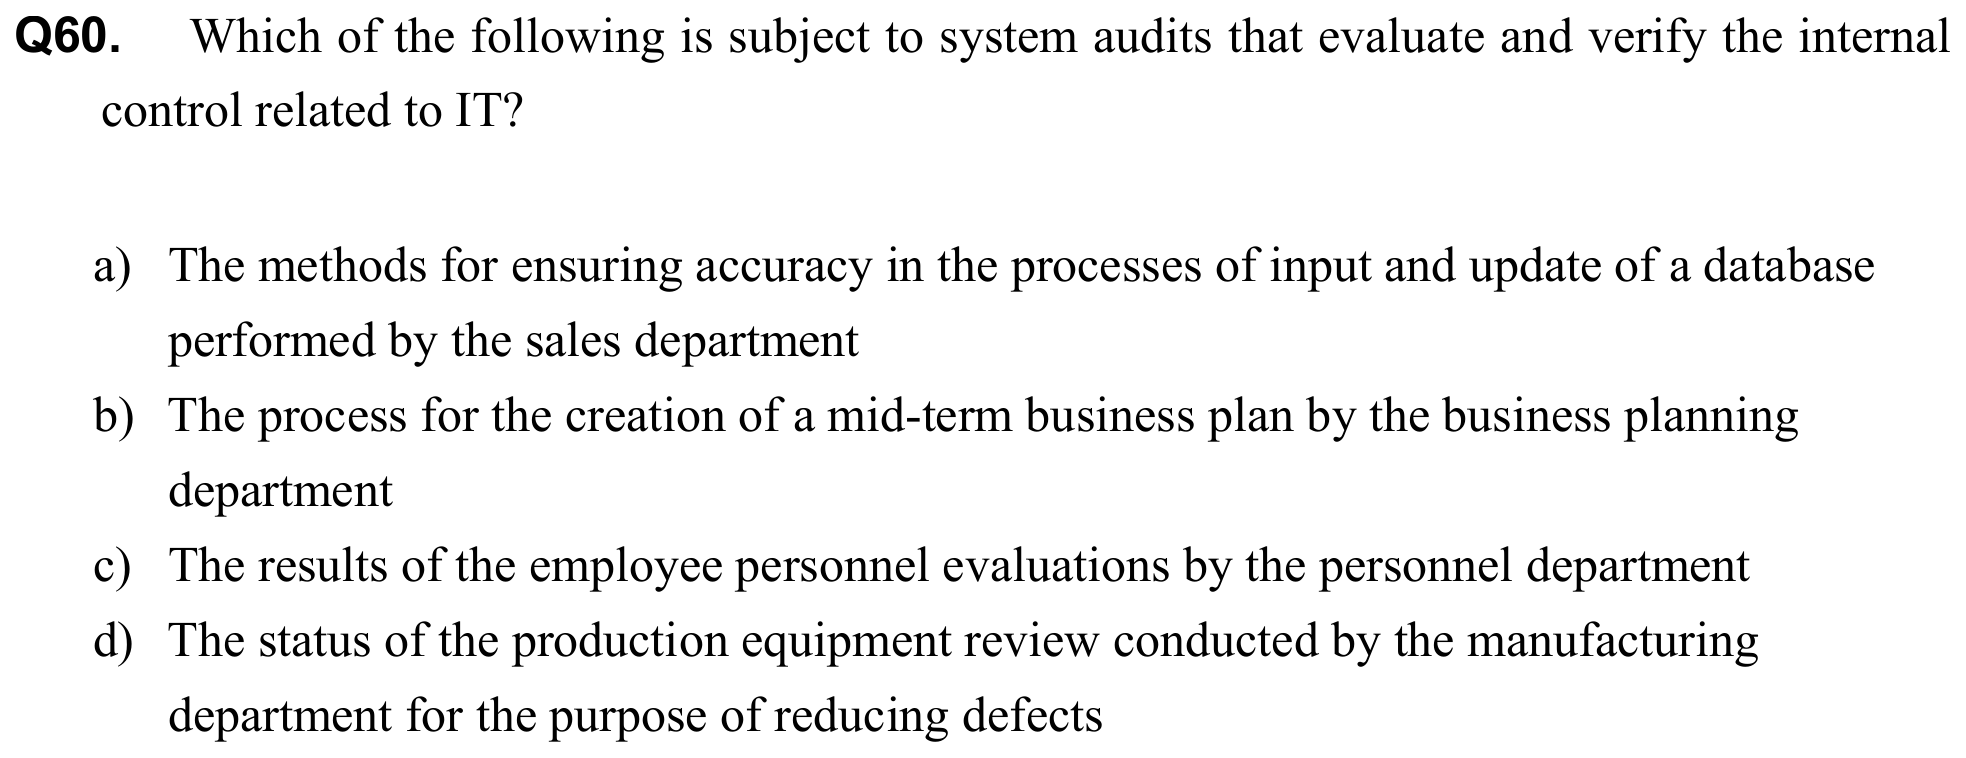 Q60. Which of the following is subject to system audits that evaluate and verify the internal
control related to IT?
a) The methods for ensuring accuracy in the processes of input and update of a database
performed by the sales department
b) The process for the creation of a mid-term business plan by the business planning
department
c) The results of the employee personnel evaluations by the personnel department
d) The status of the production equipment review conducted by the manufacturing
department for the purpose of reducing defects